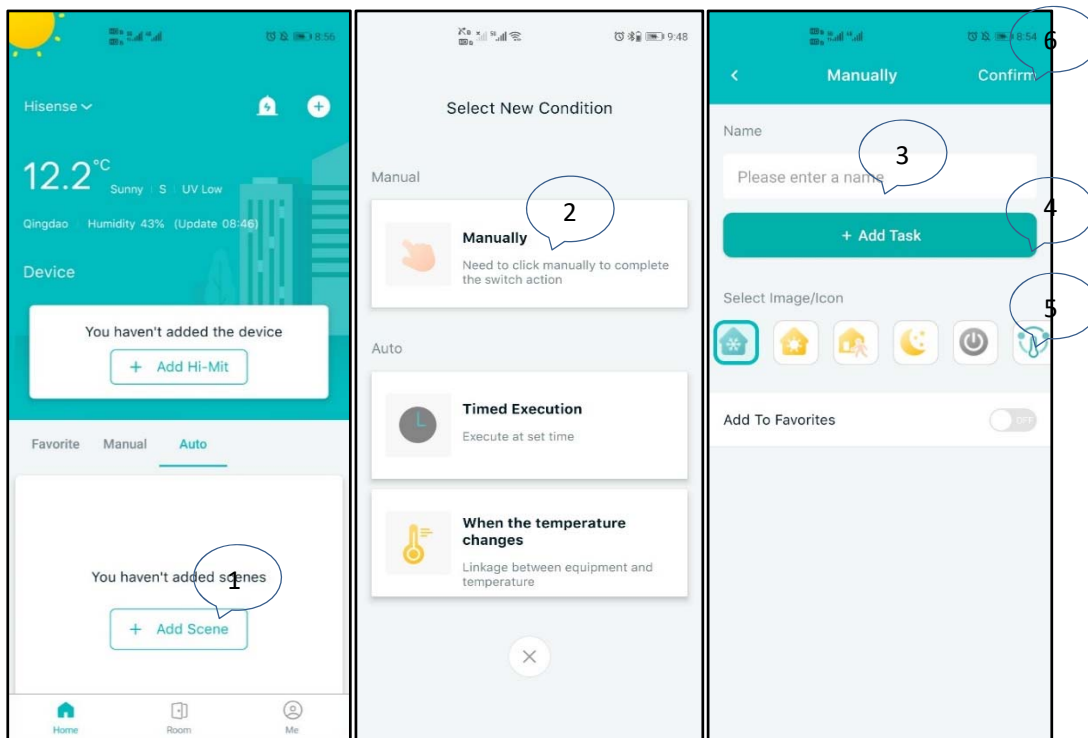 8:55
Hisense
12.2°C
Sunny | S | UV Low
Qingdao Humidity 43% (Update 08:46)
Device
You haven't added the device
+ Add Hi-Mit
Favorite Manual Auto
You haven't added scenes
1
+ Add Scene
Home Room Me
9:48
Select New Condition
Manual
2
Manually
Need to click manually to complete
the switch action
Auto
Timed Execution
Execute at set time
When the temperature
changes
Linkage between equipment and
temperature
8:54
6
< Manually Confirm
Name
3
Please enter a name
4
+ Add Task
Select Image/Icon
5
Add To Favorites
OFF